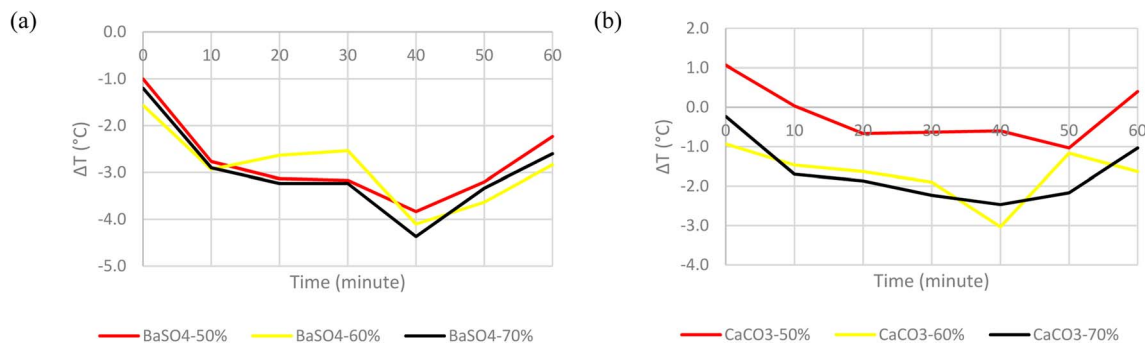 (a)
0.0
0 10 20 30 40 50 60
-1.0
-2.0
-3.0
-4.0
-5.0
ΔT (°C)
Time (minute)
BaSO4-50% BaSO4-60% BaSO4-70%
(b)
2.0
1.0
0.0
0 10 20 30 40 50 60
-1.0
-2.0
-3.0
-4.0
ΔT (°C)
Time (minute)
CaCO3-50% CaCO3-60% CaCO3-70%